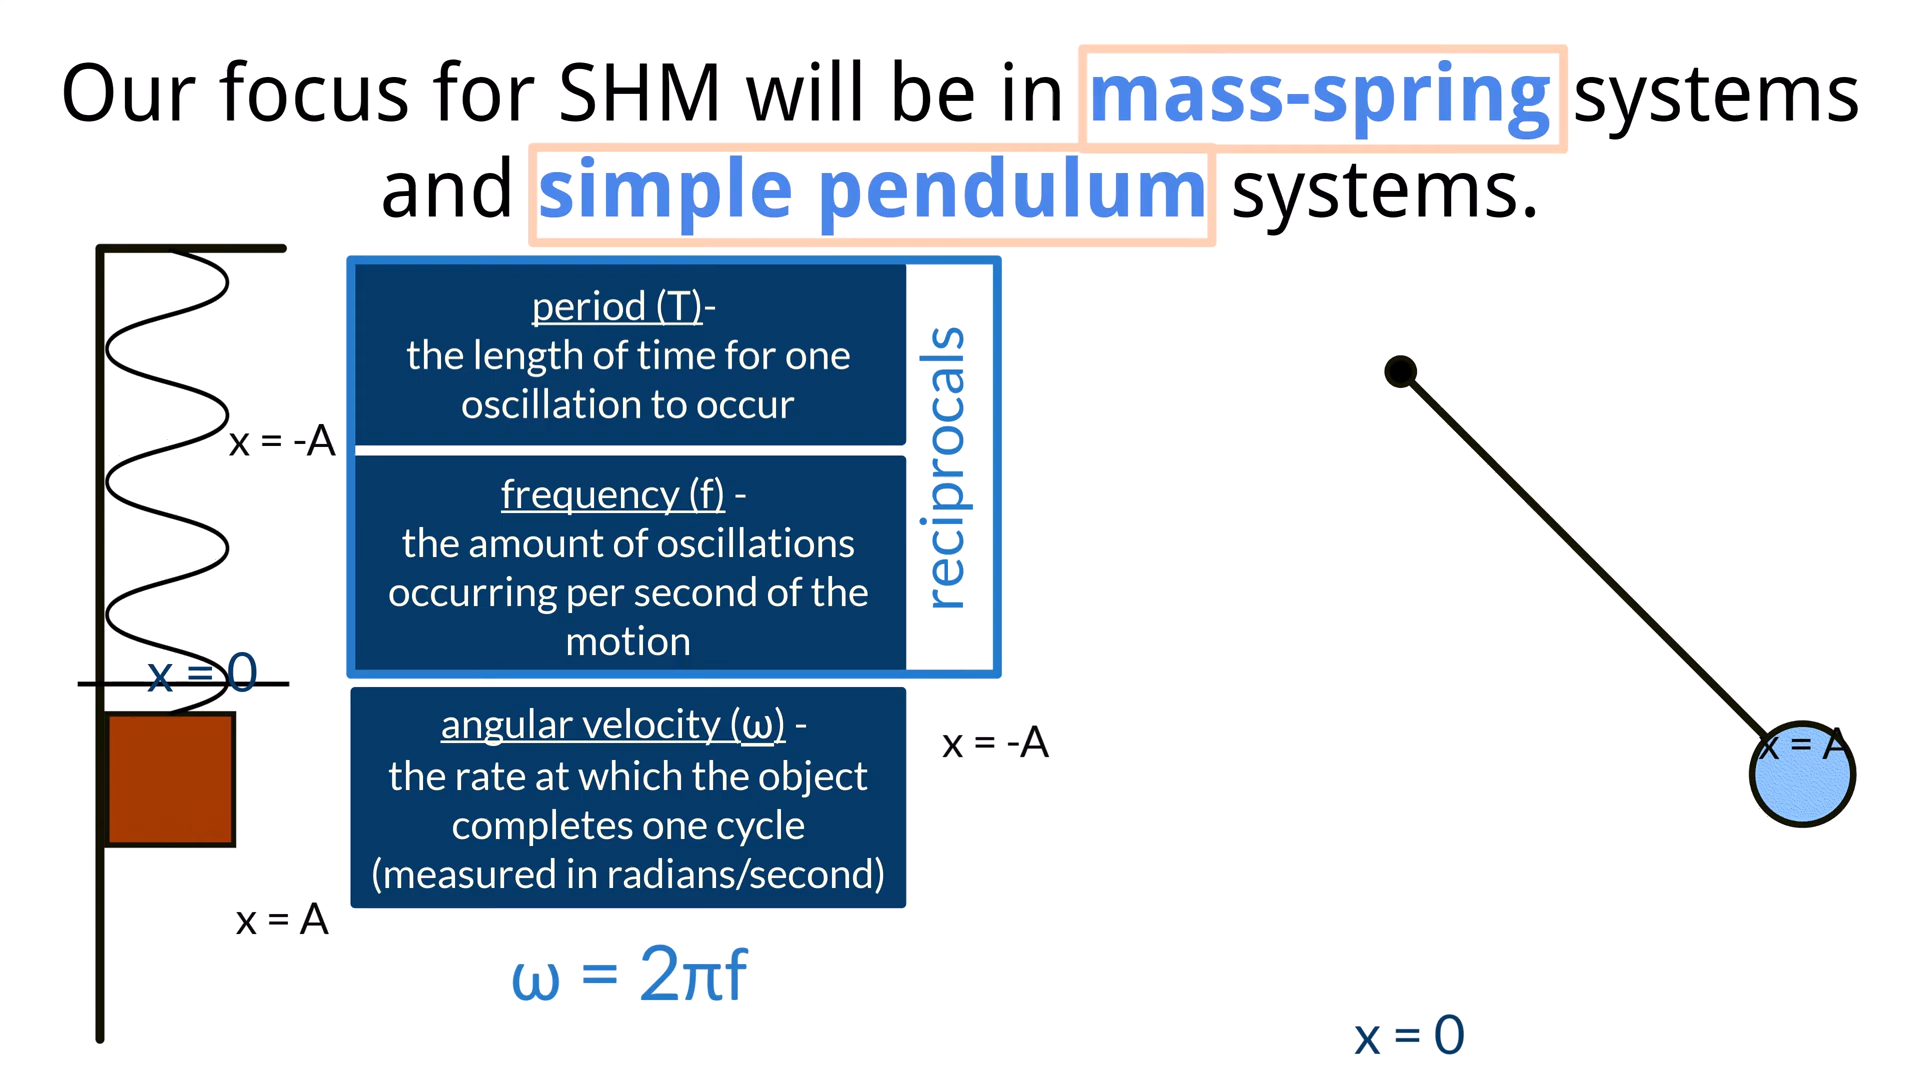 Our focus for SHM will be in mass-spring systems
and simple pendulum systems.
period (T)-
the length of time for one
oscillation to occur
frequency (f) -
the amount of oscillations
occurring per second of the
motion
reciprocals
angular velocity (ω) -
the rate at which the object
completes one cycle
(measured in radians/second)
ω = 2πf
x = -A
x = 0
x = A
x = -A
x = A
x = 0